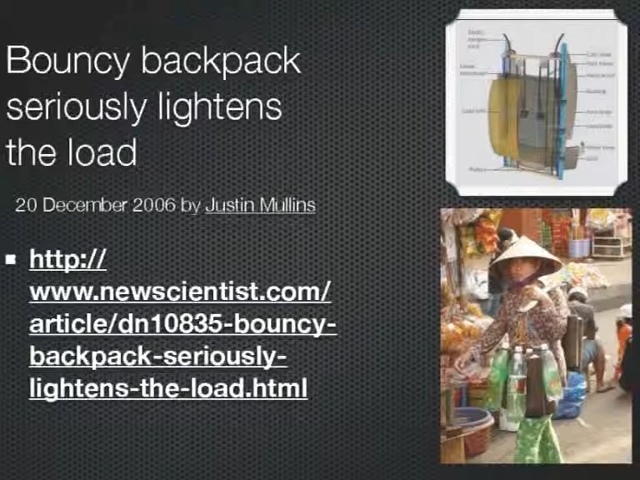 Bouncy backpack
seriously lightens
the load
20 December 2006 by Justin Mullins
http://
www.newscientist.com/
article/dn10835-bouncy-
backpack-seriously-
lightens-the-load.html